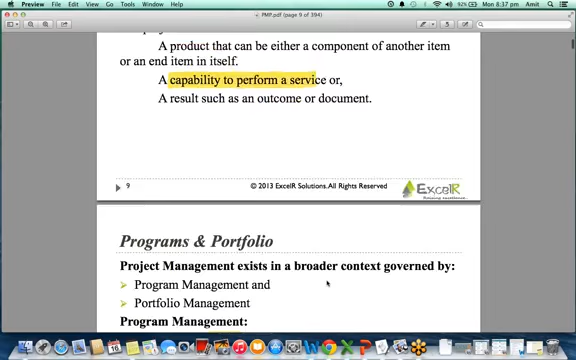 Preview File Edit View Go Tools Window Help 92% Mon 8:37 pm Amit
PMP.pdf (page 9 of 394)
A product that can be either a component of another item
or an end item in itself.
A capability to perform a service or,
A result such as an outcome or document.
9
© 2013 ExcelR Solutions.All Rights Reserved
ExcelR
Raising excellence..
Programs & Portfolio
Project Management exists in a broader context governed by:
Program Management and
Portfolio Management
Program Management: